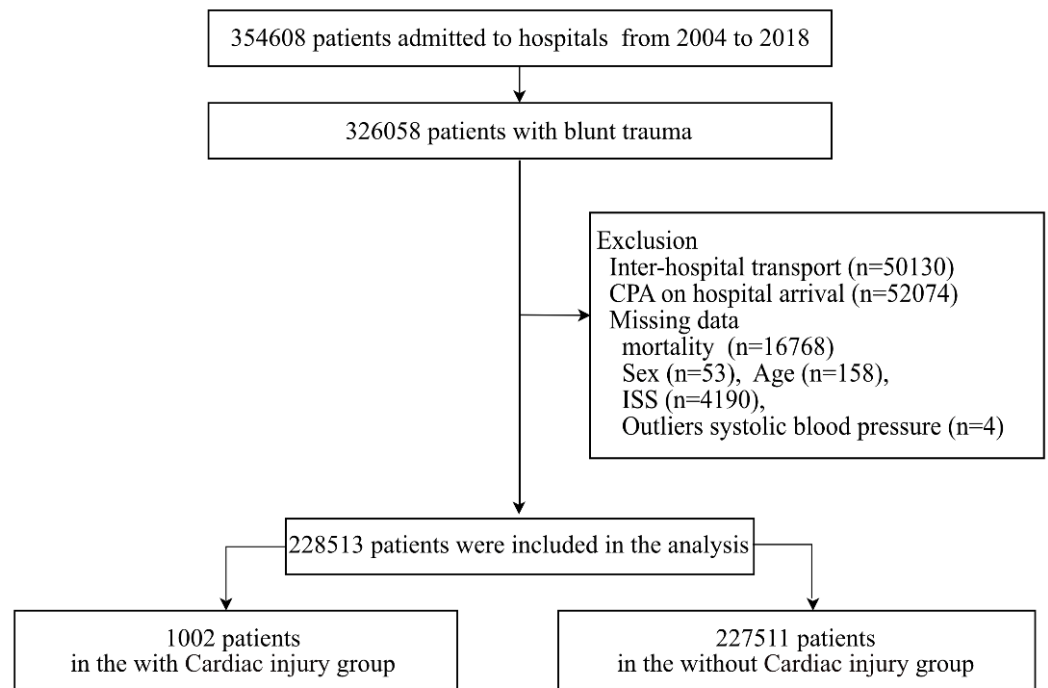 354608 patients admitted to hospitals from 2004 to 2018
326058 patients with blunt trauma
Exclusion
Inter-hospital transport (n=50130)
CPA on hospital arrival (n=52074)
Missing data
mortality (n=16768)
Sex (n=53), Age (n=158),
ISS (n=4190),
Outliers systolic blood pressure (n=4)
228513 patients were included in the analysis
1002 patients
in the with Cardiac injury group
227511 patients
in the without Cardiac injury group